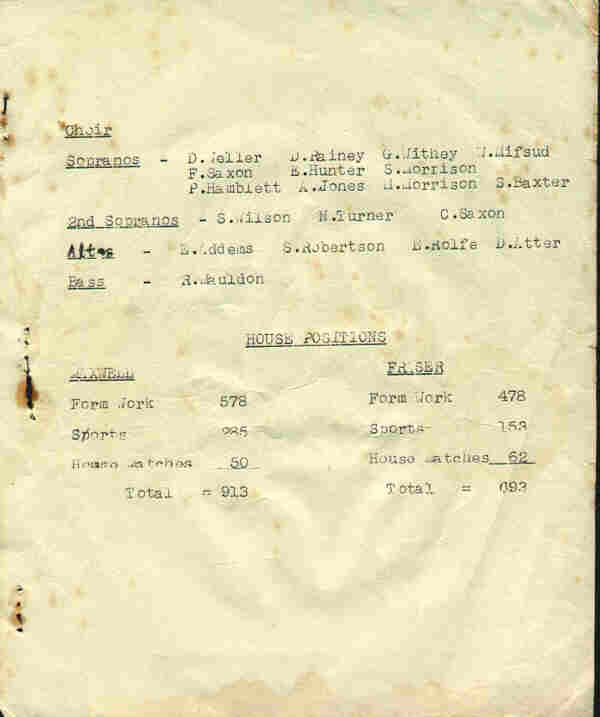 Choir
Sopranos - D.Weller D.Rainey G.Withey W.Mifsud
F.Saxon E.Hunter S.Morrison
P.Hamblett A.Jones M.Morrison S.Baxter
2nd Sopranos - S.Wilson N.Turner C.Saxon
Altos - E.Addems S.Robertson E.Rolfe D.Atter
Bass - R.Mauldon
HOUSE POSITIONS
MAXWELL
Form Work 578
Sports 285
House Matches 50
Total = 913
FRASER
Form Work 478
Sports 153
House Matches 62
Total = 693